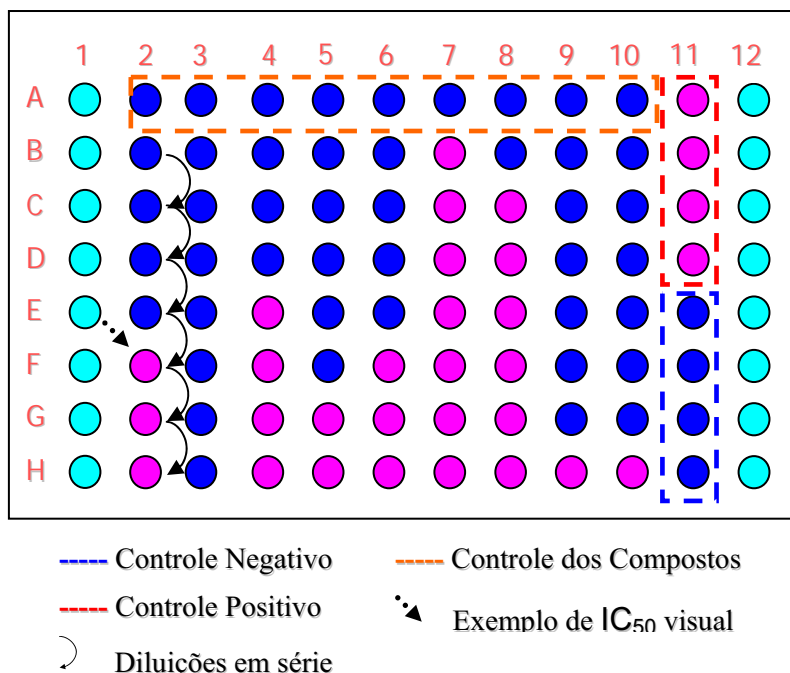 1 2 3 4 5 6 7 8 9 10 11 12
A
B
C
D
E
F
G
H
Controle Negativo
Controle dos Compostos
Controle Positivo
Exemplo de IC50 visual
Diluicões em série